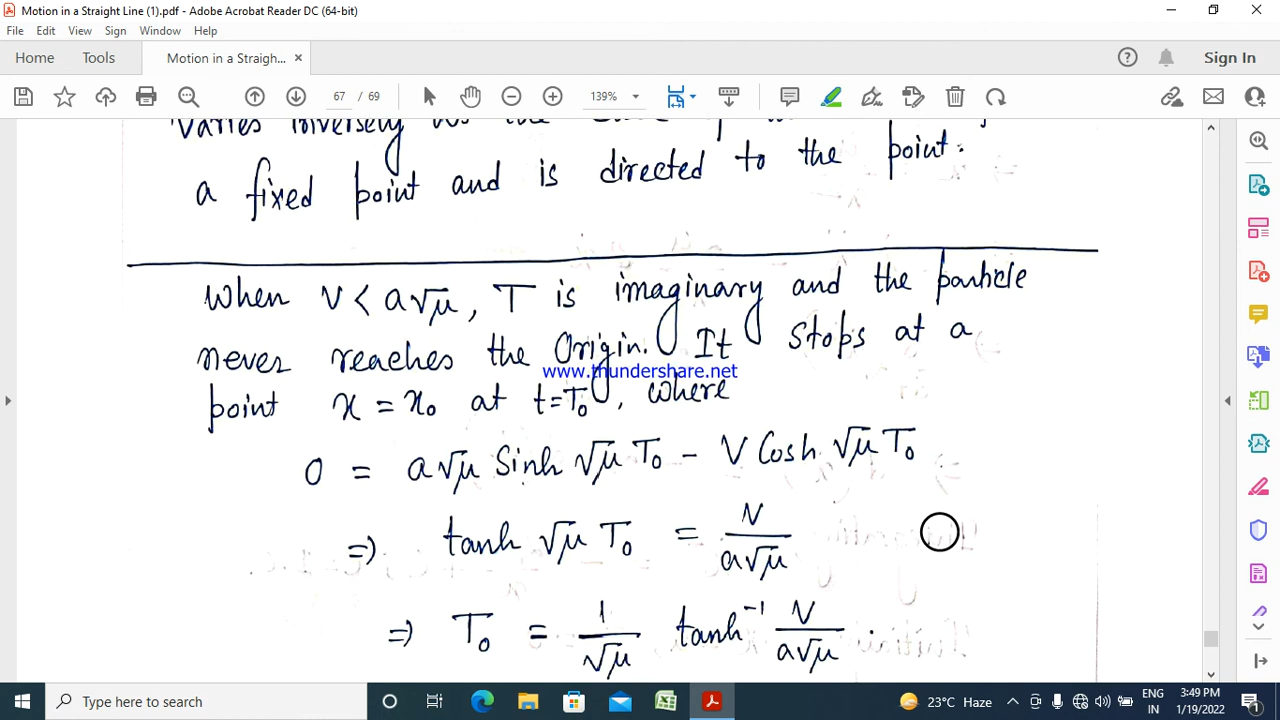 Motion in a Straight Line (1).pdf - Adobe Acrobat Reader DC (64-bit)
File Edit View Sign Window Help
Home Tools Motion in a Straigh... × Sign In
67 / 69 139%
Varies inversely as the
a fixed point and is directed to the point.
When V < a√μ, T is imaginary and the particle
never reaches the Origin. It stops at a
www.thundershare.net
point x = x₀ at t=T₀, where
0 = a√μ Sinh √μ T₀ - V Cosh √μ T₀
=) tanh √μ T₀ = V/a√μ
=) T₀ = 1/√μ tanh⁻¹ V/a√μ .
Type here to search
23°C Haze
ENG
IN
3:49 PM
1/19/2022